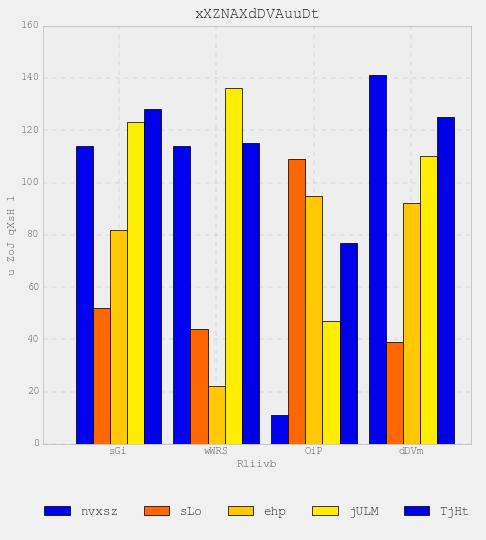 xXZNAXdDVAuuDt
160
140
120
100
80
60
40
20
0
u ZoJ qXsH l
sGi wWRS OiP dDVm
Rliivb
nvxsz sLo ehp jULM TjHt